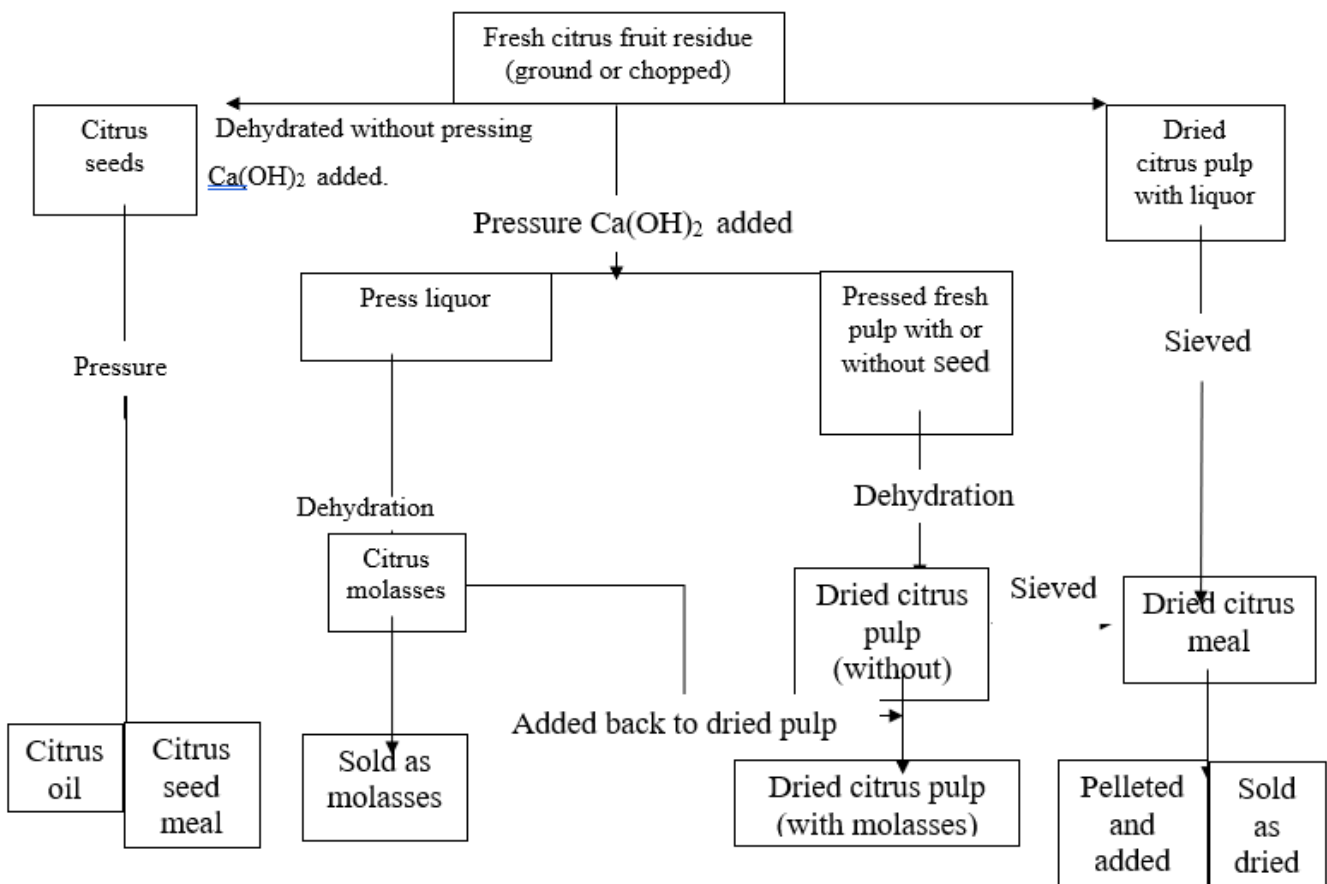 Fresh citrus fruit residue
(ground or chopped)
Citrus
seeds
Dehydrated without pressing
Ca(OH)2 added.
Dried
citrus pulp
with liquor
Pressure Ca(OH)2 added
Press liquor
Pressed fresh
pulp with or
without seed
Sieved
Pressure
Dehydration
Dehydration
Citrus
molasses
Dried citrus
pulp
(without)
Sieved
Dried citrus
meal
Added back to dried pulp
Citrus
oil
Citrus
seed
meal
Sold as
molasses
Dried citrus pulp
(with molasses)
Pelleted
and
added
Sold
as
dried